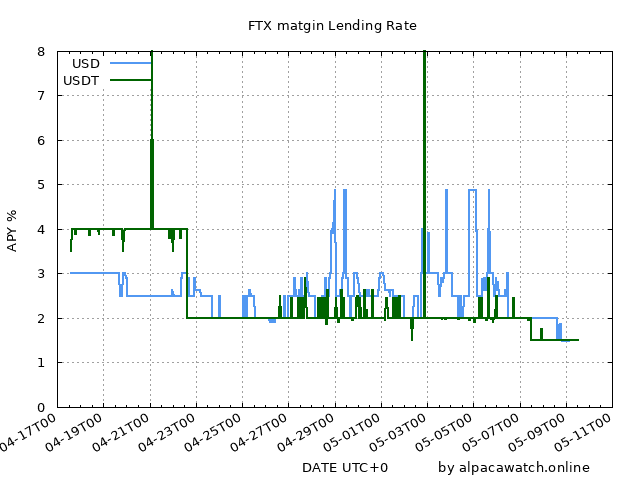 FTX matgin Lending Rate
8
USD
USDT
7
6
5
4
3
2
1
0
APY %
04-17T00 04-19T00 04-21T00 04-23T00 04-25T00 04-27T00 04-29T00 05-01T00 05-03T00 05-05T00 05-07T00 05-09T00 05-11T00
DATE UTC+0 by alpacawatch.online